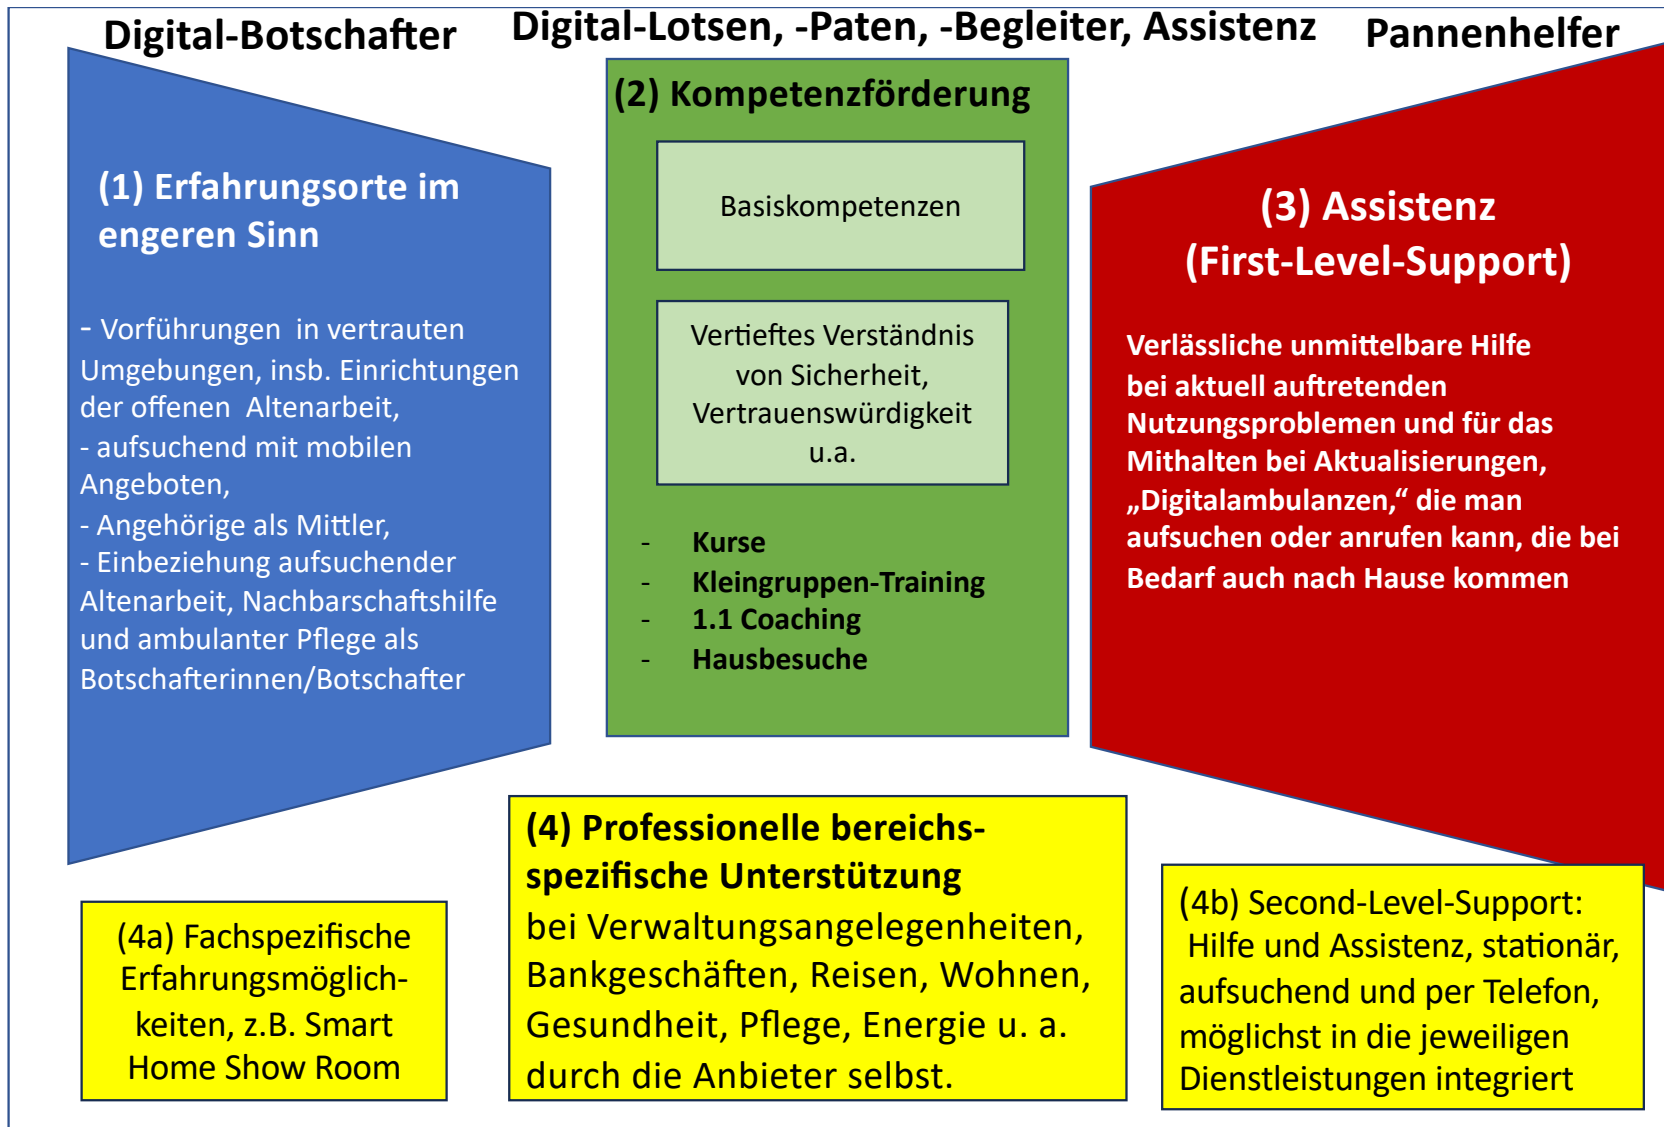 Digital-Botschafter
Digital-Lotsen, -Paten, -Begleiter, Assistenz
Pannenhelfer
(1) Erfahrungsorte im
engeren Sinn
- Vorführungen in vertrauten
Umgebungen, insb. Einrichtungen
der offenen Altenarbeit,
- aufsuchend mit mobilen
Angeboten,
- Angehörige als Mittler,
- Einbeziehung aufsuchender
Altenarbeit, Nachbarschaftshilfe
und ambulanter Pflege als
Botschafterinnen/Botschafter
(2) Kompetenzförderung
Basiskompetenzen
Vertieftes Verständnis
von Sicherheit,
Vertrauenswürdigkeit
u.a.
- Kurse
- Kleingruppen-Training
- 1.1 Coaching
- Hausbesuche
(3) Assistenz
(First-Level-Support)
Verlässliche unmittelbare Hilfe
bei aktuell auftretenden
Nutzungsproblemen und für das
Mithalten bei Aktualisierungen,
„Digitalambulanzen,“ die man
aufsuchen oder anrufen kann, die bei
Bedarf auch nach Hause kommen
(4a) Fachspezifische
Erfahrungsmöglich-
keiten, z.B. Smart
Home Show Room
(4) Professionelle bereichs-
spezifische Unterstützung
bei Verwaltungsangelegenheiten,
Bankgeschäften, Reisen, Wohnen,
Gesundheit, Pflege, Energie u. a.
durch die Anbieter selbst.
(4b) Second-Level-Support:
Hilfe und Assistenz, stationär,
aufsuchend und per Telefon,
möglichst in die jeweiligen
Dienstleistungen integriert